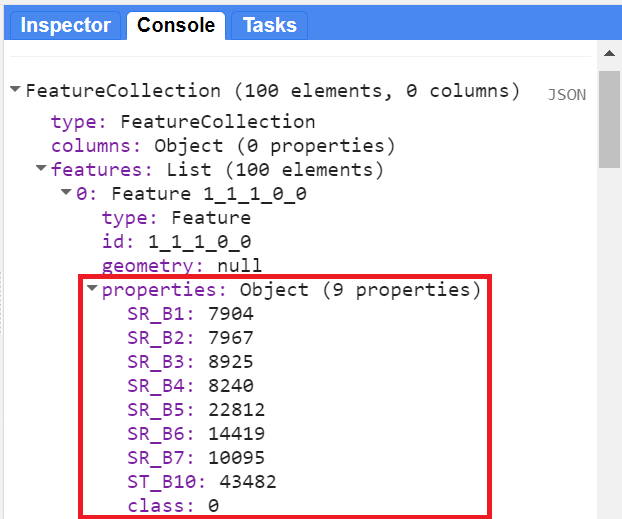 Inspector Console Tasks
FeatureCollection (100 elements, 0 columns) JSON
type: FeatureCollection
columns: Object (0 properties)
features: List (100 elements)
0: Feature 1_1_1_0_0
type: Feature
id: 1_1_1_0_0
geometry: null
properties: Object (9 properties)
SR_B1: 7904
SR_B2: 7967
SR_B3: 8925
SR_B4: 8240
SR_B5: 22812
SR_B6: 14419
SR_B7: 10095
ST_B10: 43482
class: 0